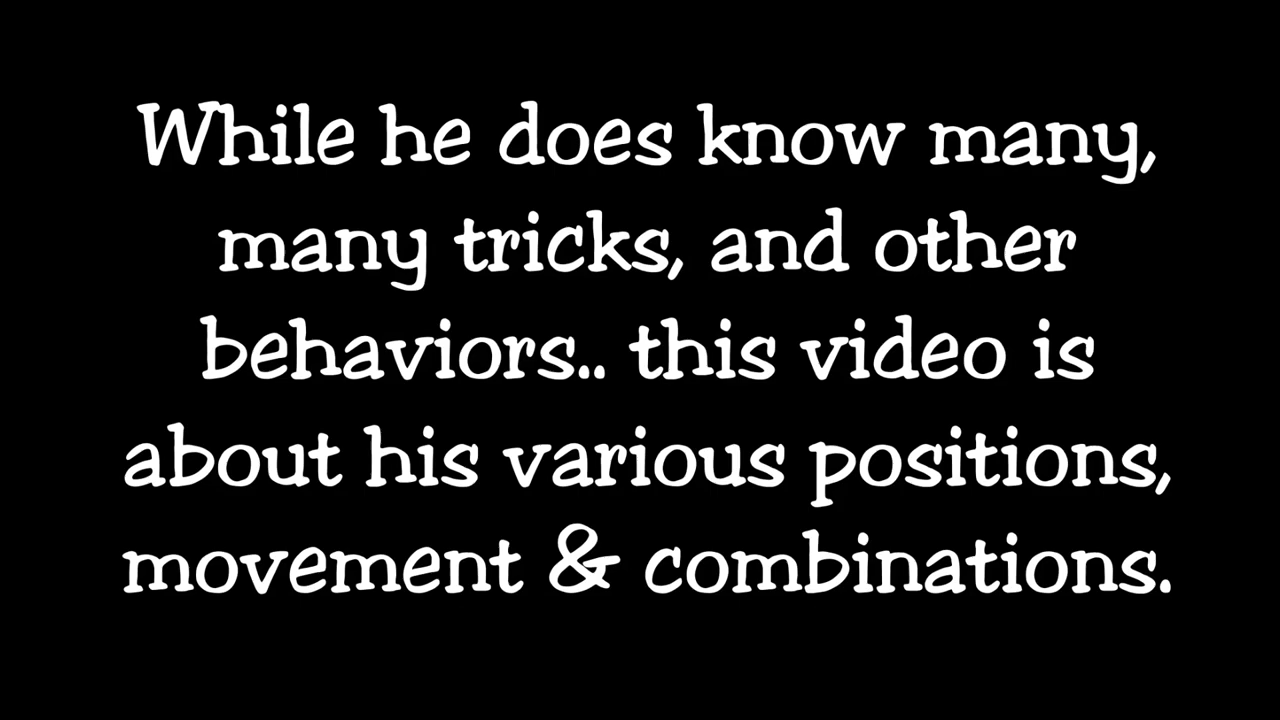 While he does know many,
many tricks, and other
behaviors.. this video is
about his various positions,
movement & combinations.